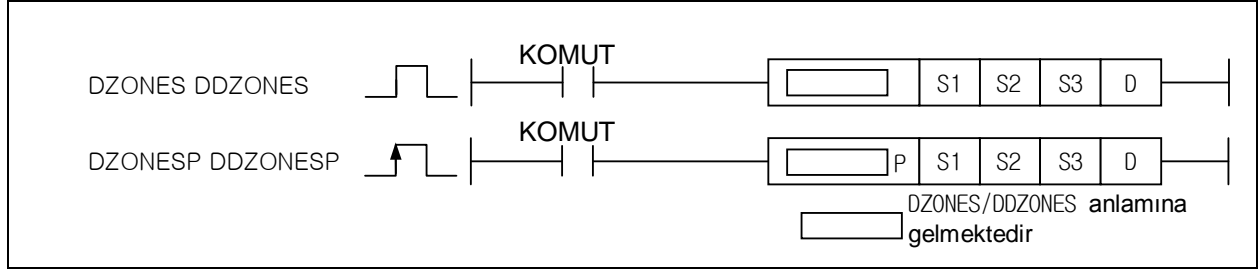 KOMUT
DZONES DDZONES S1 S2 S3 D
KOMUT
DZONESP DDZONESP P S1 S2 S3 D
DZONES/DDZONES anlamına
gelmektedir